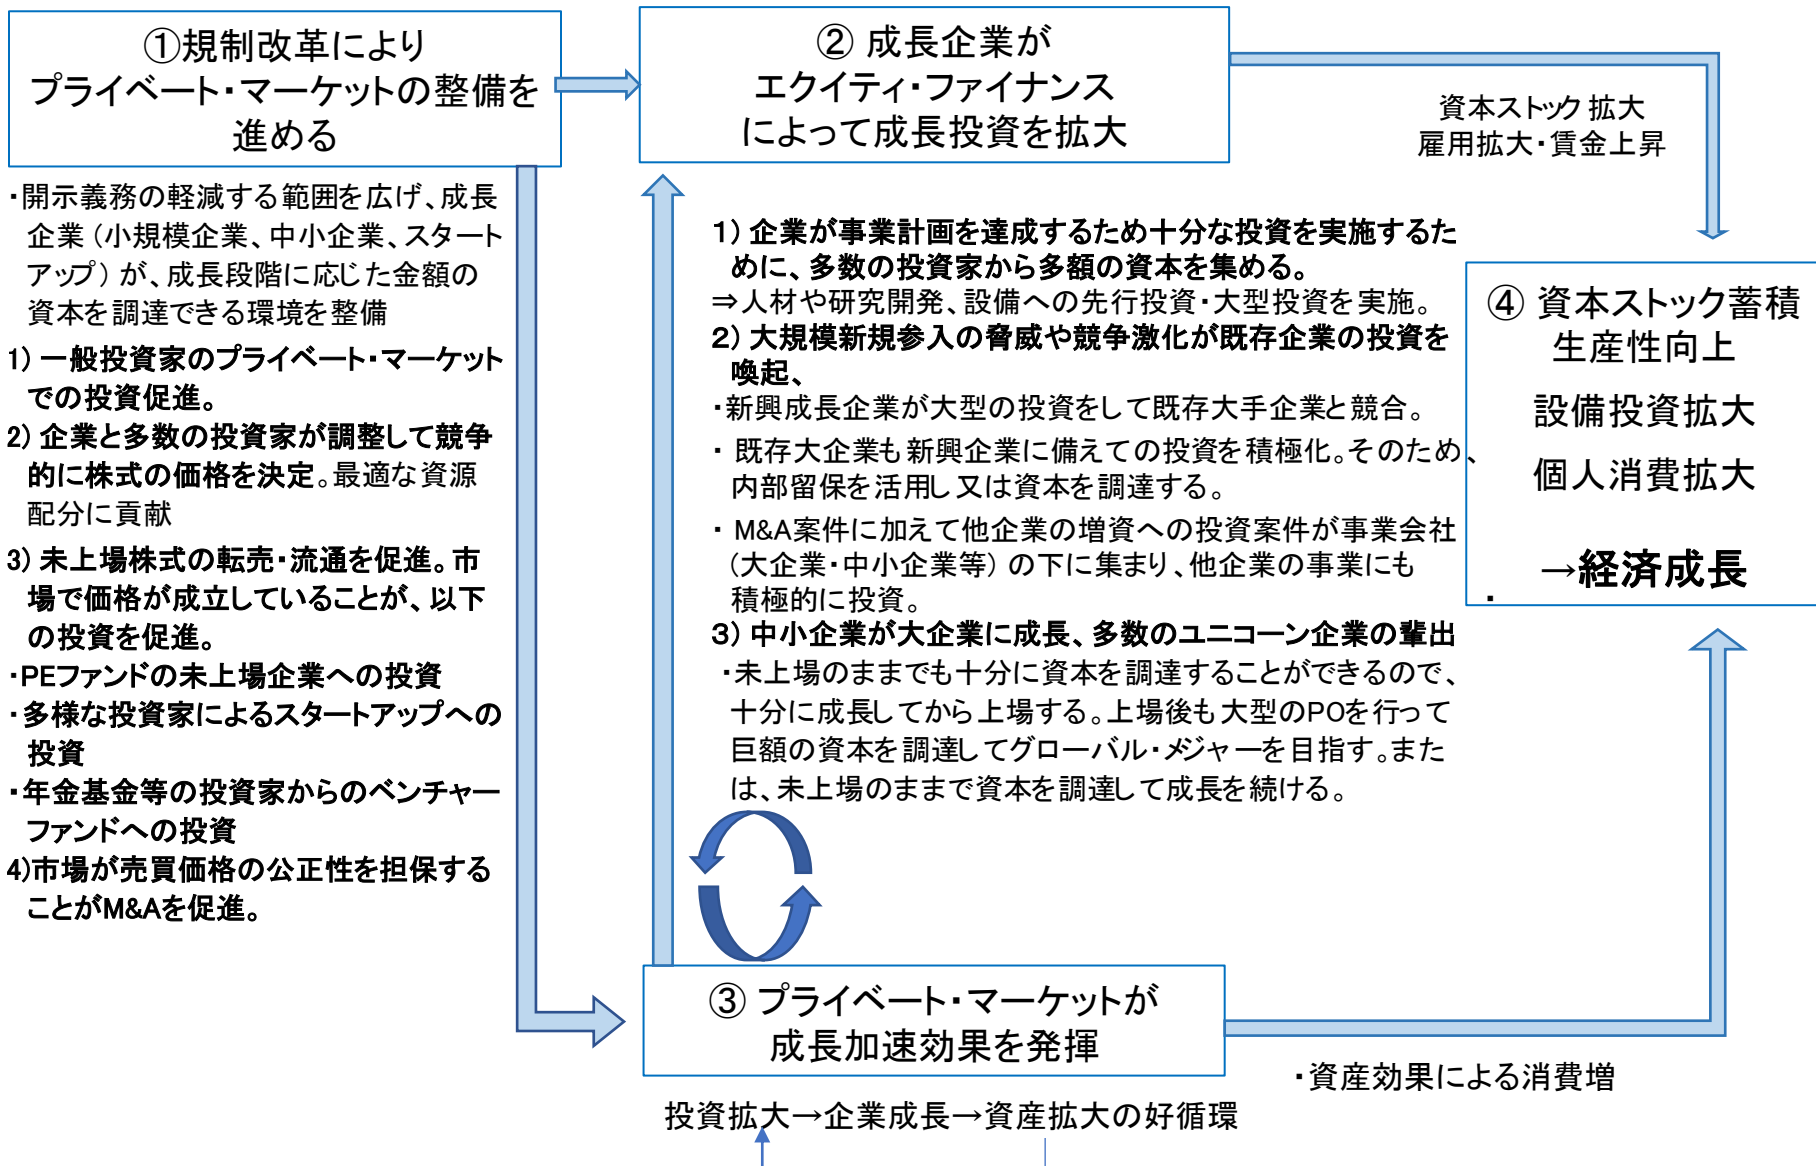 ①規制改革により
プライベート・マーケットの整備を
進める
・開示義務の軽減する範囲を広げ、成長
企業（小規模企業、中小企業、スタート
アップ）が、成長段階に応じた金額の
資本を調達できる環境を整備
1) 一般投資家のプライベート・マーケット
での投資促進。
2) 企業と多数の投資家が調整して競争
的に株式の価格を決定。最適な資源
配分に貢献
3) 未上場株式の転売・流通を促進。市
場で価格が成立していることが、以下
の投資を促進。
・PEファンドの未上場企業への投資
・多様な投資家によるスタートアップへの
投資
・年金基金等の投資家からのベンチャー
ファンドへの投資
4)市場が売買価格の公正性を担保する
ことがM&Aを促進。
② 成長企業が
エクイティ・ファイナンス
によって成長投資を拡大
1) 企業が事業計画を達成するため十分な投資を実施するた
めに、多数の投資家から多額の資本を集める。
⇒人材や研究開発、設備への先行投資・大型投資を実施。
２) 大規模新規参入の脅威や競争激化が既存企業の投資を
喚起、
・新興成長企業が大型の投資をして既存大手企業と競合。
・ 既存大企業も新興企業に備えての投資を積極化。そのため、
内部留保を活用し又は資本を調達する。
・ M&A案件に加えて他企業の増資への投資案件が事業会社
（大企業・中小企業等）の下に集まり、他企業の事業にも
積極的に投資。
３) 中小企業が大企業に成長、多数のユニコーン企業の輩出
・未上場のままでも十分に資本を調達することができるので、
十分に成長してから上場する。上場後も大型のPOを行って
巨額の資本を調達してグローバル・メジャーを目指す。また
は、未上場のままで資本を調達して成長を続ける。
③ プライベート・マーケットが
成長加速効果を発揮
投資拡大→企業成長→資産拡大の好循環
資本ストック 拡大
雇用拡大・賃金上昇
④ 資本ストック蓄積
生産性向上
設備投資拡大
個人消費拡大
→経済成長
・
・資産効果による消費増